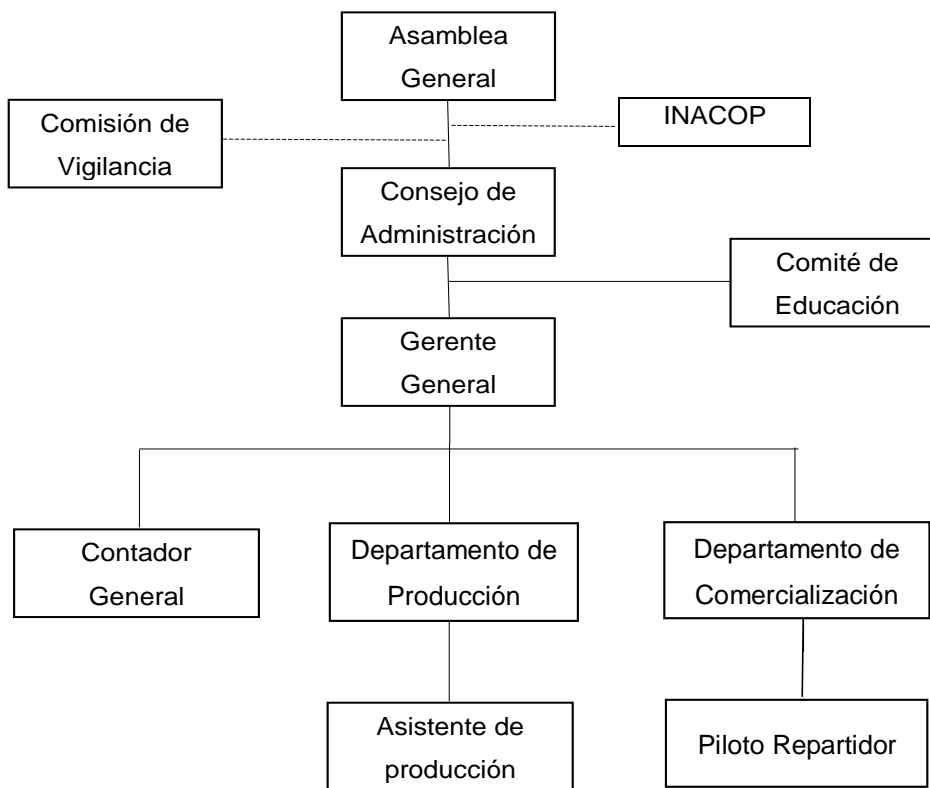 Asamblea
General
INACOP
Comisión de
Vigilancia
Consejo de
Administración
Comité de
Educación
Gerente
General
Contador
General
Departamento de
Producción
Departamento de
Comercialización
Asistente de
producción
Piloto Repartidor